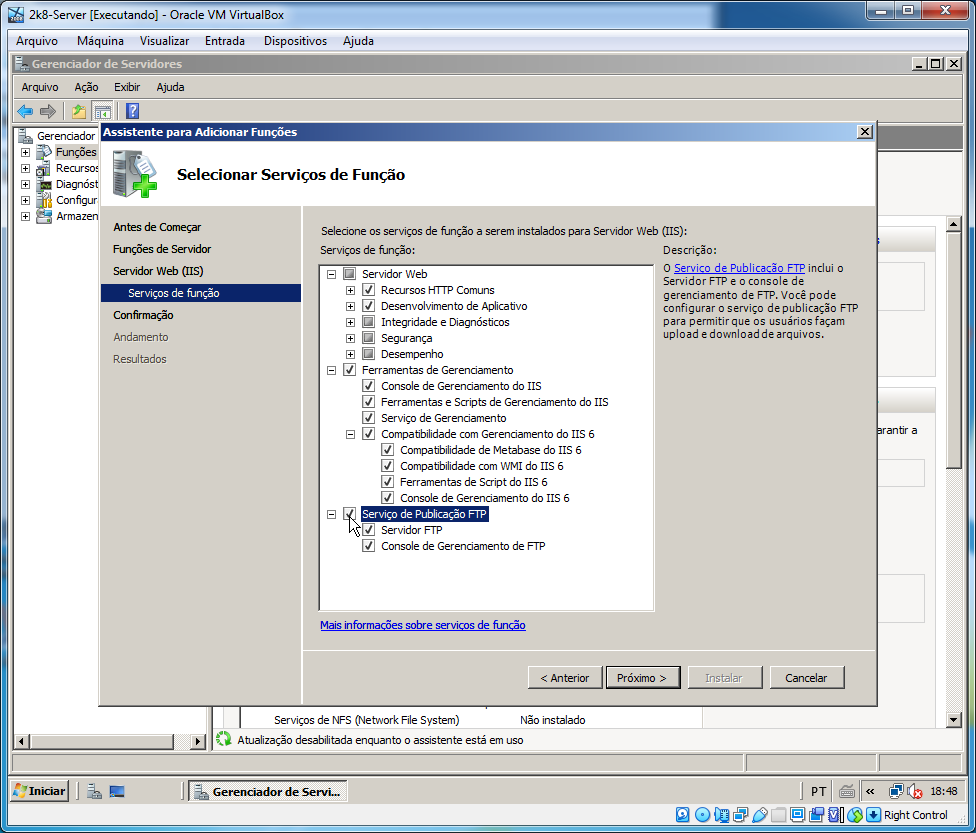 2k8-Server [Executando] - Oracle VM VirtualBox
Arquivo Máquina Visualizar Entrada Dispositivos Ajuda
Gerenciador de Servidores
Arquivo Ação Exibir Ajuda
Gerenciador
Funções
Recursos
Diagnóst
Configur
Armazen
Assistente para Adicionar Funções
Selecionar Serviços de Função
Antes de Começar
Funções de Servidor
Servidor Web (IIS)
Serviços de função
Confirmação
Andamento
Resultados
Selecione os serviços de função a serem instalados para Servidor Web (IIS):
Serviços de função:
Servidor Web
Recursos HTTP Comuns
Desenvolvimento de Aplicativo
Integridade e Diagnósticos
Segurança
Desempenho
Ferramentas de Gerenciamento
Console de Gerenciamento do IIS
Ferramentas e Scripts de Gerenciamento do IIS
Serviço de Gerenciamento
Compatibilidade com Gerenciamento do IIS 6
Compatibilidade de Metabase do IIS 6
Compatibilidade com WMI do IIS 6
Ferramentas de Script do IIS 6
Console de Gerenciamento do IIS 6
Serviço de Publicação FTP
Servidor FTP
Console de Gerenciamento de FTP
Mais informações sobre serviços de função
Descrição:
O Serviço de Publicação FTP inclui o
Servidor FTP e o console de
gerenciamento de FTP. Você pode
configurar o serviço de publicação FTP
para permitir que os usuários façam
upload e download de arquivos.
arantir a
< Anterior Próximo > Instalar Cancelar
Serviços de NFS (Network File System) Não instalado
Atualização desabilitada enquanto o assistente está em uso
Iniciar Gerenciador de Servi... PT « 18:48
Right Control